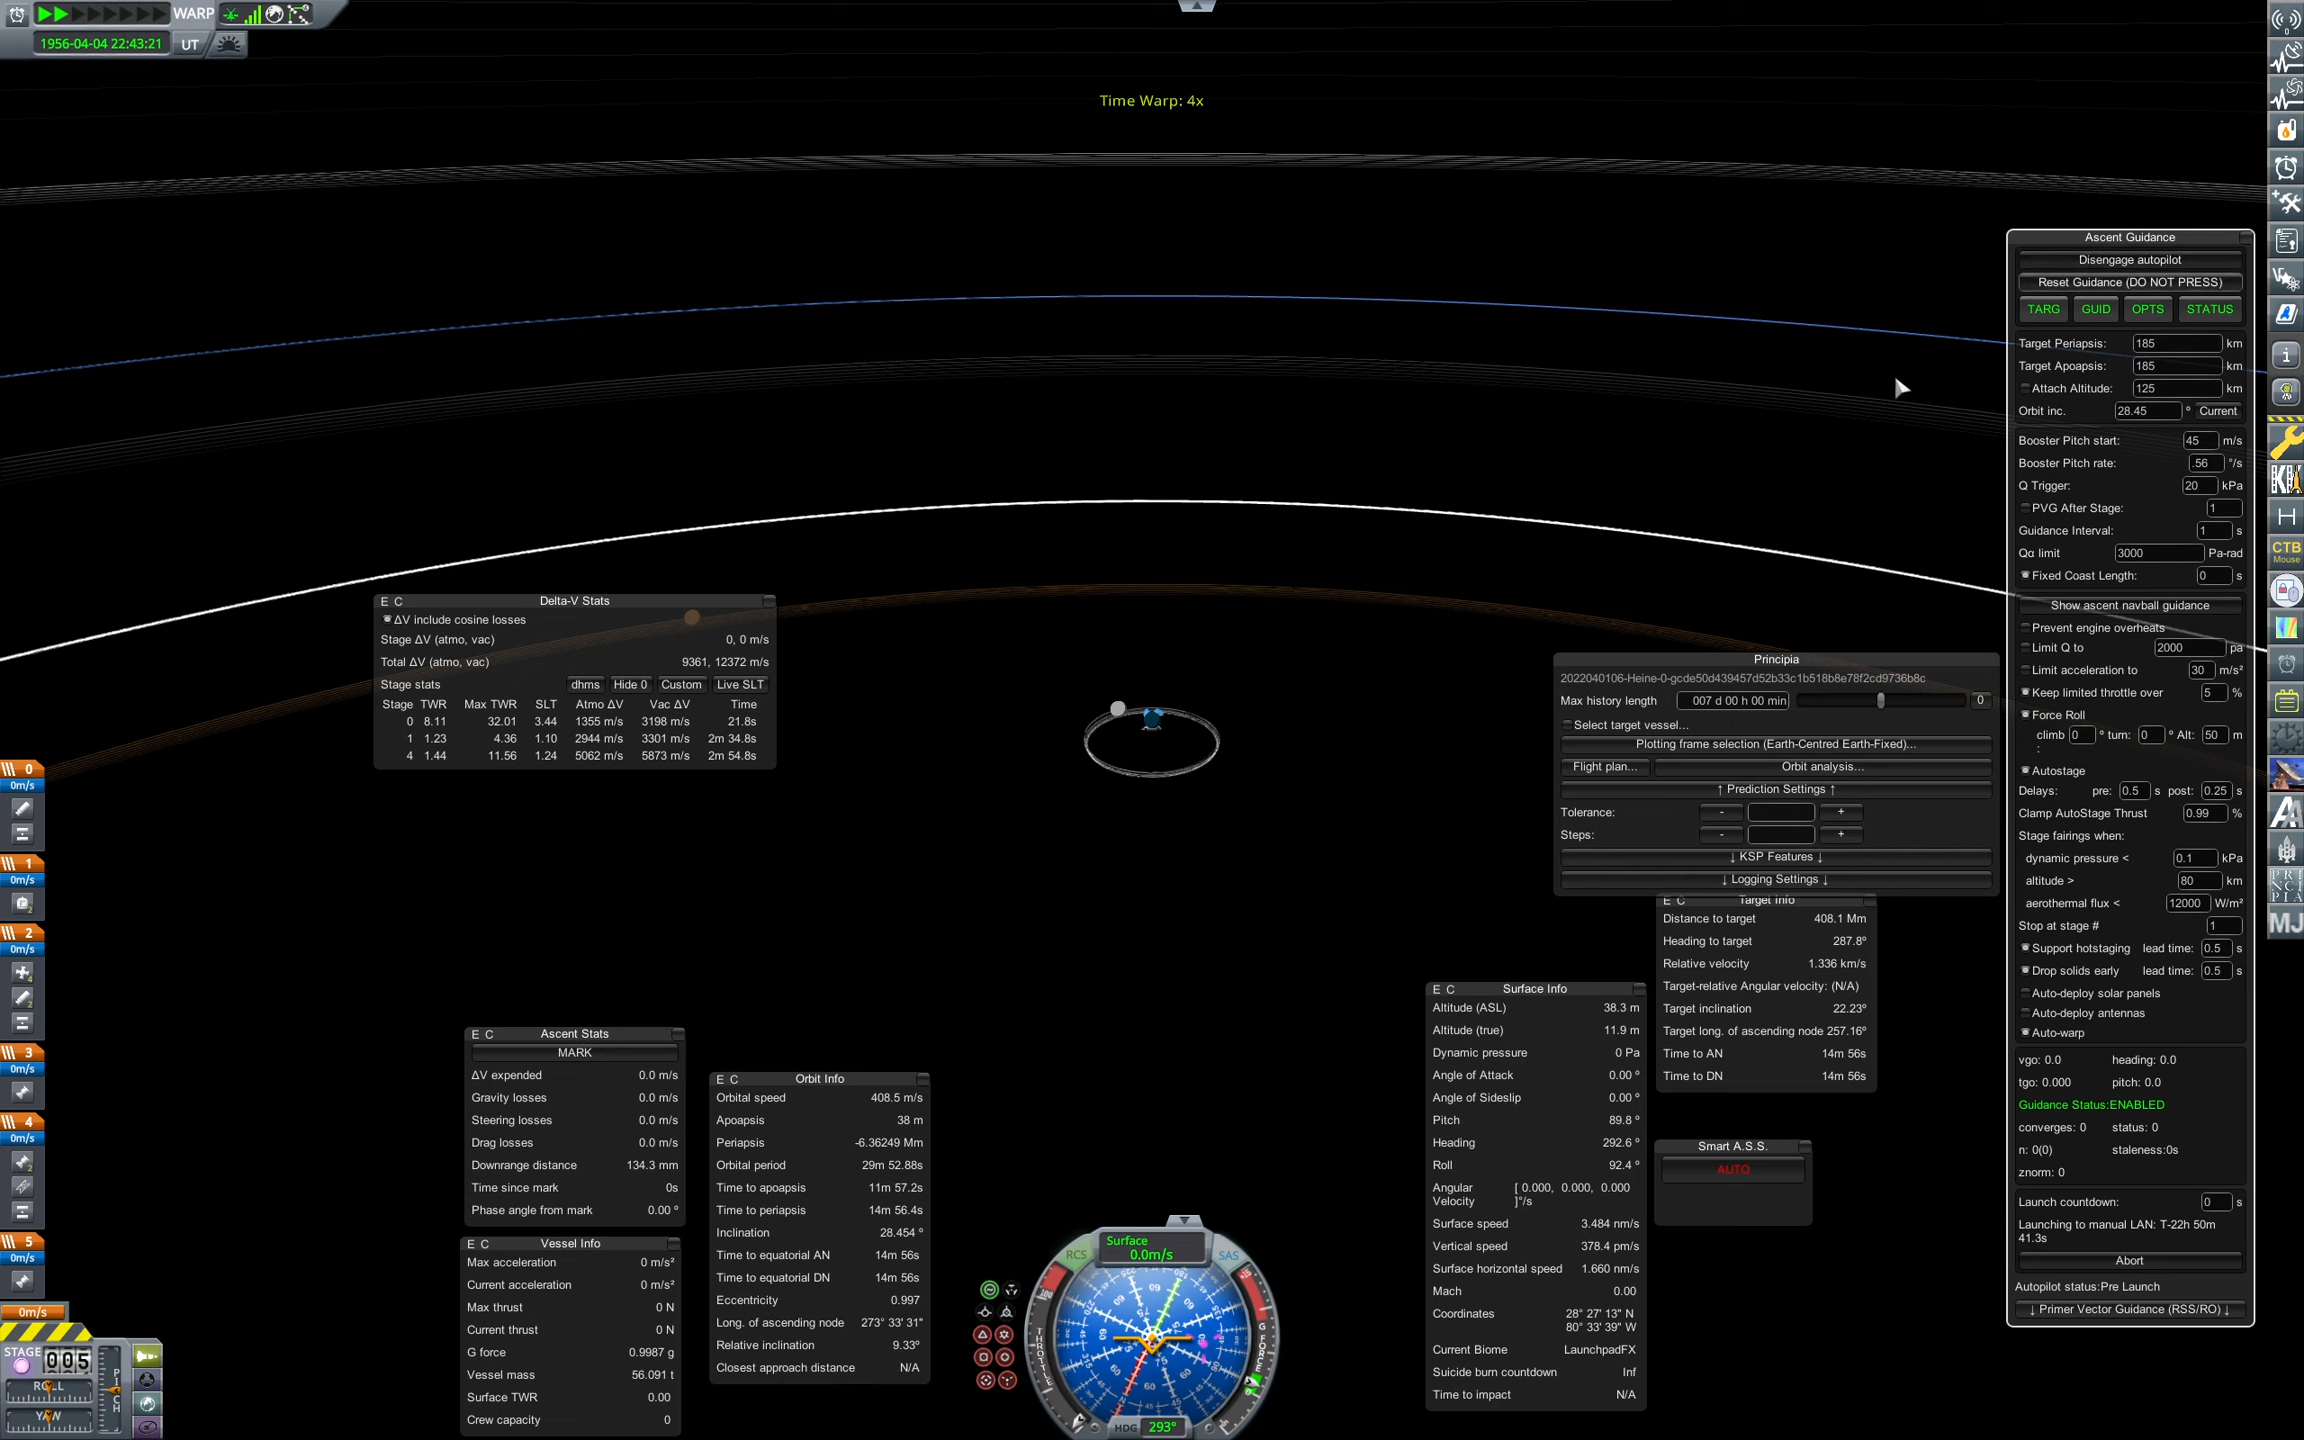 WARP
1956-04-04 22:43:21 UT
Time Warp: 4x
Ascent Guidance
Disengage autopilot
Reset Guidance (DO NOT PRESS)
TARG GUID OPTS STATUS
Target Periapsis: 185 km
Target Apoapsis: 185 km
Attach Altitude: 125 km
Orbit inc. 28.45 º Current
Booster Pitch start: 45 m/s
Booster Pitch rate: .56 °/s
Q Trigger: 20 kPa
PVG After Stage: 1
Guidance Interval: 1 s
Qα limit 3000 Pa-rad
Fixed Coast Length: 0 s
Show ascent navball guidance
Prevent engine overheats
Limit Q to 2000 pa
Limit acceleration to 30 m/s²
Keep limited throttle over 5 %
Force Roll
climb 0 º turn: 0 º Alt: 50 m
:
Autostage
Delays: pre: 0.5 s post: 0.25 s
Clamp AutoStage Thrust 0.99 %
Stage fairings when:
dynamic pressure < 0.1 kPa
altitude > 80 km
aerothermal flux < 12000 W/m²
Stop at stage # 1
Support hotstaging lead time: 0.5 s
Drop solids early lead time: 0.5 s
Auto-deploy solar panels
Auto-deploy antennas
Auto-warp
vgo: 0.0 heading: 0.0
tgo: 0.000 pitch: 0.0
Guidance Status:ENABLED
converges: 0 status: 0
n: 0(0) staleness:0s
znorm: 0
Launch countdown: 0 s
Launching to manual LAN: T-22h 50m
41.3s
Abort
Autopilot status:Pre Launch
↓ Primer Vector Guidance (RSS/RO) ↓
E C Delta-V Stats
ΔV include cosine losses
Stage ΔV (atmo, vac) 0, 0 m/s
Total ΔV (atmo, vac) 9361, 12372 m/s
Stage stats dhms Hide 0 Custom Live SLT
Stage TWR Max TWR SLT Atmo ΔV Vac ΔV Time
0 8.11 32.01 3.44 1355 m/s 3198 m/s 21.8s
1 1.23 4.36 1.10 2944 m/s 3301 m/s 2m 34.8s
4 1.44 11.56 1.24 5062 m/s 5873 m/s 2m 54.8s
Principia
2022040106-Heine-0-gcde50d439457d52b33c1b518b8e78f2cd9736b8c
Max history length 007 d 00 h 00 min 0
Select target vessel...
Plotting frame selection (Earth-Centred Earth-Fixed)...
Flight plan... Orbit analysis...
↑ Prediction Settings ↑
Tolerance: - +
Steps: - +
↓ KSP Features ↓
↓ Logging Settings ↓
E C Target Info
Distance to target 408.1 Mm
Heading to target 287.8º
Relative velocity 1.336 km/s
Target-relative Angular velocity: (N/A)
Target inclination 22.23º
Target long. of ascending node 257.16º
Time to AN 14m 56s
Time to DN 14m 56s
E C Surface Info
Altitude (ASL) 38.3 m
Altitude (true) 11.9 m
Dynamic pressure 0 Pa
Angle of Attack 0.00 º
Angle of Sideslip 0.00 º
Pitch 89.8 º
Heading 292.6 º
Roll 92.4 º
Angular [ 0.000, 0.000, 0.000
Velocity ]°/s
Surface speed 3.484 nm/s
Vertical speed 378.4 pm/s
Surface horizontal speed 1.660 nm/s
Mach 0.00
Coordinates 28° 27' 13" N
80° 33' 39" W
Current Biome LaunchpadFX
Suicide burn countdown Inf
Time to impact N/A
Smart A.S.S.
AUTO
E C Ascent Stats
MARK
ΔV expended 0.0 m/s
Gravity losses 0.0 m/s
Steering losses 0.0 m/s
Drag losses 0.0 m/s
Downrange distance 134.3 mm
Time since mark 0s
Phase angle from mark 0.00 º
E C Orbit Info
Orbital speed 408.5 m/s
Apoapsis 38 m
Periapsis -6.36249 Mm
Orbital period 29m 52.88s
Time to apoapsis 11m 57.2s
Time to periapsis 14m 56.4s
Inclination 28.454 º
Time to equatorial AN 14m 56s
Time to equatorial DN 14m 56s
Eccentricity 0.997
Long. of ascending node 273° 33' 31"
Relative inclination 9.33º
Closest approach distance N/A
E C Vessel Info
Max acceleration 0 m/s²
Current acceleration 0 m/s²
Max thrust 0 N
Current thrust 0 N
G force 0.9987 g
Vessel mass 56.091 t
Surface TWR 0.00
Crew capacity 0
0
0m/s
1
0m/s
2
2
0m/s
4
2
3
0m/s
4
0m/s
2
5
0m/s
0m/s
STAGE 005
ROLL
YAW
PITCH
Surface
0.0m/s
RCS SAS
THROTTLE
G FORCE
HDG 293°
CTB
Mouse
PRINCIPIA
MJ